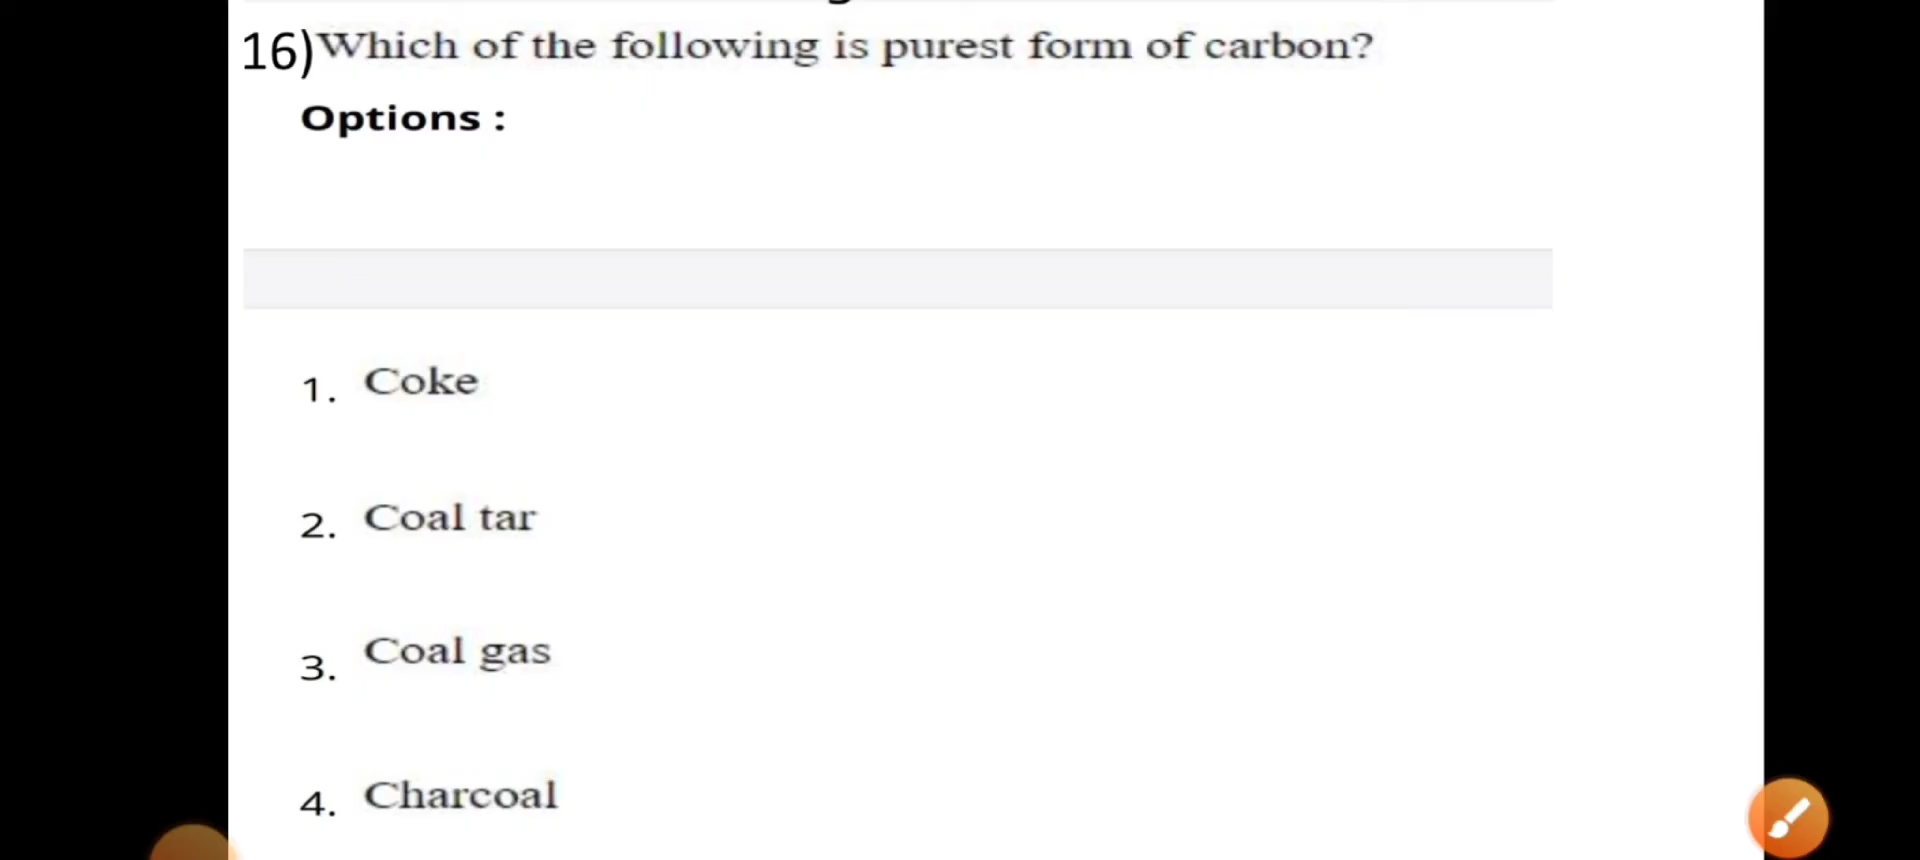 16)Which of the following is purest form of carbon?
Options :
1. Coke
2. Coal tar
3. Coal gas
4. Charcoal